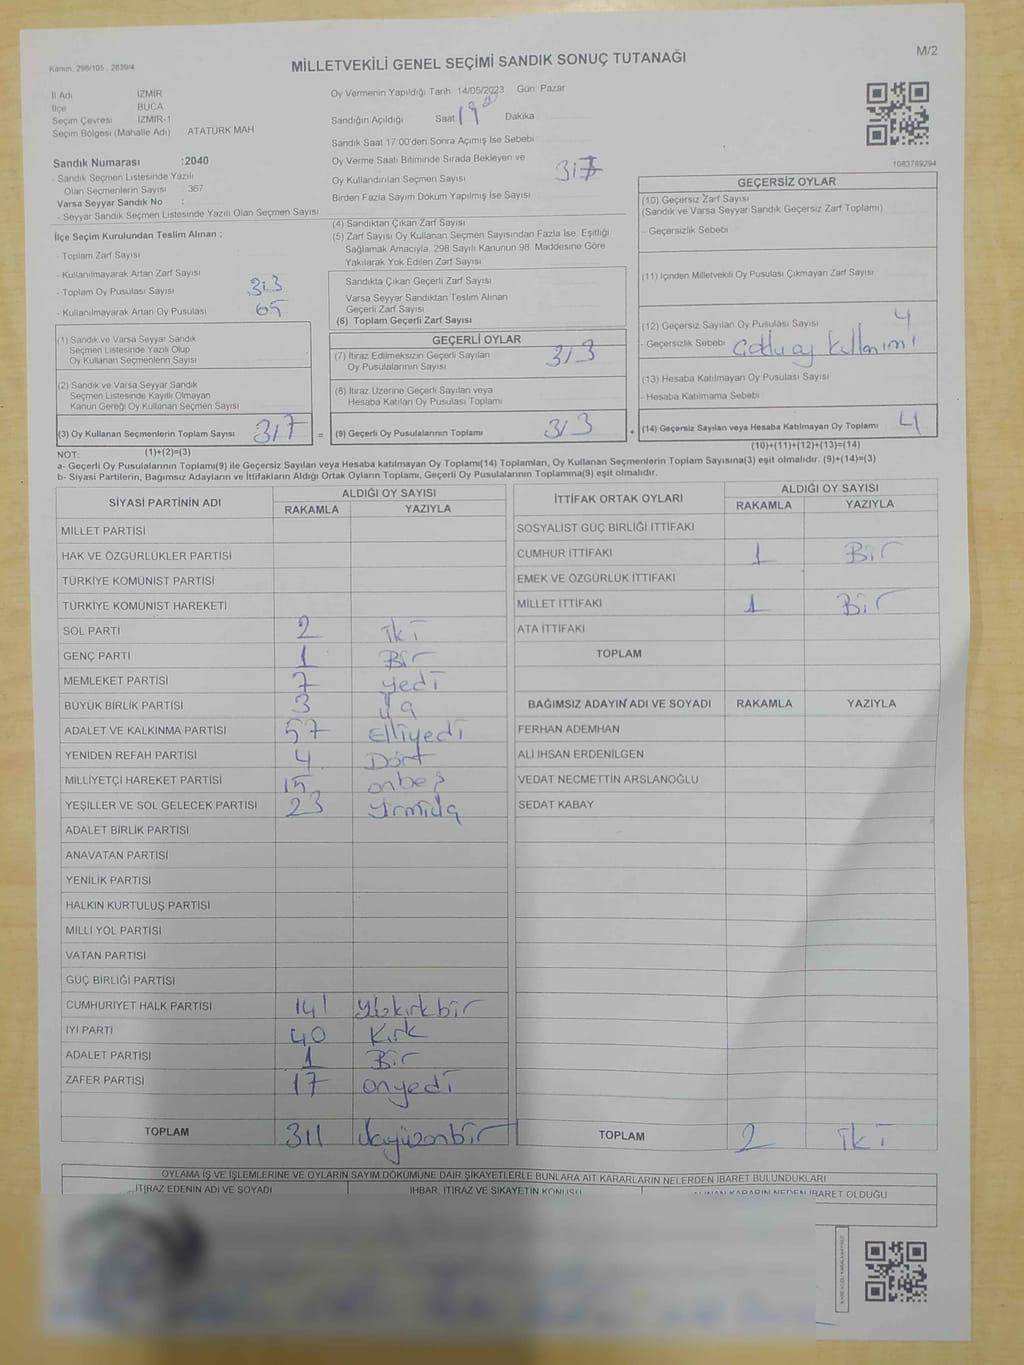 M/2
Kanun. 298/105 , 2839/4
MİLLETVEKİLİ GENEL SEÇİMİ SANDIK SONUÇ TUTANAĞI
İl Adı İZMİR
İlçe BUCA
Seçim Çevresi İZMİR-1
Seçim Bölgesi (Mahalle Adı) ATATÜRK MAH
Sandık Numarası :2040
- Sandık Seçmen Listesinde Yazılı
Olan Seçmenlerin Sayısı 367
Varsa Seyyar Sandık No :
- Seyyar Sandık Seçmen Listesinde Yazılı Olan Seçmen Sayısı
İlçe Seçim Kurulundan Teslim Alınan ;
- Toplam Zarf Sayısı
- Kullanılmayarak Artan Zarf Sayısı
- Toplam Oy Pusulası Sayısı 313
- Kullanılmayarak Artan Oy Pusulası 65
(1) Sandık ve Varsa Seyyar Sandık
Seçmen Listesinde Yazılı Olup
Oy Kullanan Seçmenlerin Sayısı
(2) Sandık ve Varsa Seyyar Sandık
Seçmen Listesinde Kayıtlı Olmayan
Kanun Gereği Oy Kullanan Seçmen Sayısı
(3) Oy Kullanan Seçmenlerin Toplam Sayısı 317 =
Oy Vermenin Yapıldığı Tarih 14/05/2023 Gün Pazar
Sandığın Açıldığı Saat 19 Dakika
Sandık Saat 17:00'den Sonra Açımış İse Sebebi
Oy Verme Saati Bitiminde Sırada Bekleyen ve
Oy Kullandırılan Seçmen Sayısı 317
Birden Fazla Sayım Döküm Yapılmış İse Sayısı
(4) Sandıktan Çıkan Zarf Sayısı
(5) Zarf Sayısı Oy Kullanan Seçmen Sayısından Fazla İse, Eşitliği
Sağlamak Amacıyla, 298 Sayılı Kanunun 98. Maddesine Göre
Yakılarak Yok Edilen Zarf Sayısı
Sandıkta Çıkan Geçerli Zarf Sayısı
Varsa Seyyar Sandıktan Teslim Alınan
Geçerli Zarf Sayısı
(6) Toplam Geçerli Zarf Sayısı
GEÇERLİ OYLAR
(7) İtiraz Edilmeksizin Geçerli Sayılan
Oy Pusulalarının Sayısı 313
(8) İtiraz Üzerine Geçerli Sayılan veya
Hesaba Katılan Oy Pusulası Toplamı
(9) Geçerli Oy Pusulalarının Toplamı 313 +
1083789294
GEÇERSİZ OYLAR
(10) Geçersiz Zarf Sayısı
(Sandık ve Varsa Seyyar Sandık Geçersiz Zarf Toplamı)
- Geçersizlik Sebebi
(11) İçinden Milletvekili Oy Pusulası Çıkmayan Zarf Sayısı
(12) Geçersiz Sayılan Oy Pusulası Sayısı 4
- Geçersizlik Sebebi Çoklu oy kullanımı
(13) Hesaba Katılmayan Oy Pusulası Sayısı
- Hesaba Katılmama Sebebi
(14) Geçersiz Sayılan veya Hesaba Katılmayan Oy Toplamı 4
NOT: (1)+(2)=(3) (10)+(11)+(12)+(13)=(14)
a- Geçerli Oy Pusulalarının Toplamı(9) ile Geçersiz Sayılan veya Hesaba katılmayan Oy Toplamı(14) Toplamları, Oy Kullanan Seçmenlerin Toplam Sayısına(3) eşit olmalıdır. (9)+(14)=(3)
b- Siyasi Partilerin, Bağımsız Adayların ve İttifakların Aldığı Ortak Oyların Toplamı, Geçerli Oy Pusulalarının Toplamına(9) eşit olmalıdır.
SİYASİ PARTİNİN ADI ALDIĞI OY SAYISI
RAKAMLA YAZIYLA
MİLLET PARTİSİ
HAK VE ÖZGÜRLÜKLER PARTİSİ
TÜRKİYE KOMÜNİST PARTİSİ
TÜRKİYE KOMÜNİST HAREKETİ
SOL PARTİ 2 iki
GENÇ PARTİ 1 Bir
MEMLEKET PARTİSİ 7 yedi
BÜYÜK BİRLİK PARTİSİ 3 Üç
ADALET VE KALKINMA PARTİSİ 57 elliyedi
YENİDEN REFAH PARTİSİ 4 Dört
MİLLİYETÇİ HAREKET PARTİSİ 15 onbeş
YEŞİLLER VE SOL GELECEK PARTİSİ 23 yirmiüç
ADALET BİRLİK PARTİSİ
ANAVATAN PARTİSİ
YENİLİK PARTİSİ
HALKIN KURTULUŞ PARTİSİ
MİLLİ YOL PARTİSİ
VATAN PARTİSİ
GÜÇ BİRLİĞİ PARTİSİ
CUMHURİYET HALK PARTİSİ 141 Yüzkırkbir
İYİ PARTİ 40 Kırk
ADALET PARTİSİ 1 Bir
ZAFER PARTİSİ 17 onyedi
TOPLAM 311 üçyüzonbir
İTTİFAK ORTAK OYLARI ALDIĞI OY SAYISI
RAKAMLA YAZIYLA
SOSYALİST GÜÇ BİRLİĞİ İTTİFAKI
CUMHUR İTTİFAKI 1 Bir
EMEK VE ÖZGÜRLÜK İTTİFAKI
MİLLET İTTİFAKI 1 Bir
ATA İTTİFAKI
TOPLAM
BAĞIMSIZ ADAYIN ADI VE SOYADI RAKAMLA YAZIYLA
FERHAN ADEMHAN
ALİ İHSAN ERDENİLGEN
VEDAT NECMETTİN ARSLANOĞLU
SEDAT KABAY
TOPLAM 2 iki
OYLAMA İŞ VE İŞLEMLERİNE VE OYLARIN SAYIM DÖKÜMÜNE DAİR ŞİKAYETLERLE BUNLARA AİT KARARLARIN NELERDEN İBARET BULUNDUKLARI
İTİRAZ EDENİN ADI VE SOYADI İHBAR, İTİRAZ VE ŞİKAYETİN KONUSU ALINAN KARARIN NEDEN İBARET OLDUĞU